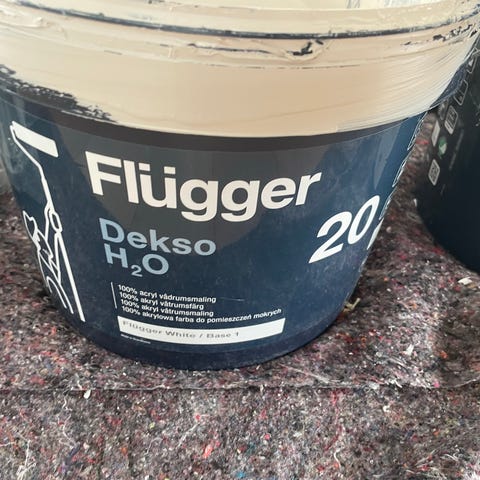 Flügger
Dekso
H₂O
20
100% acryl vådrumsmaling
100% akryl våtrumsfärg
100% akryl våtrumsmaling
100% akrylowa farba do pomieszczeń mokrych
Flügger White / Base 1